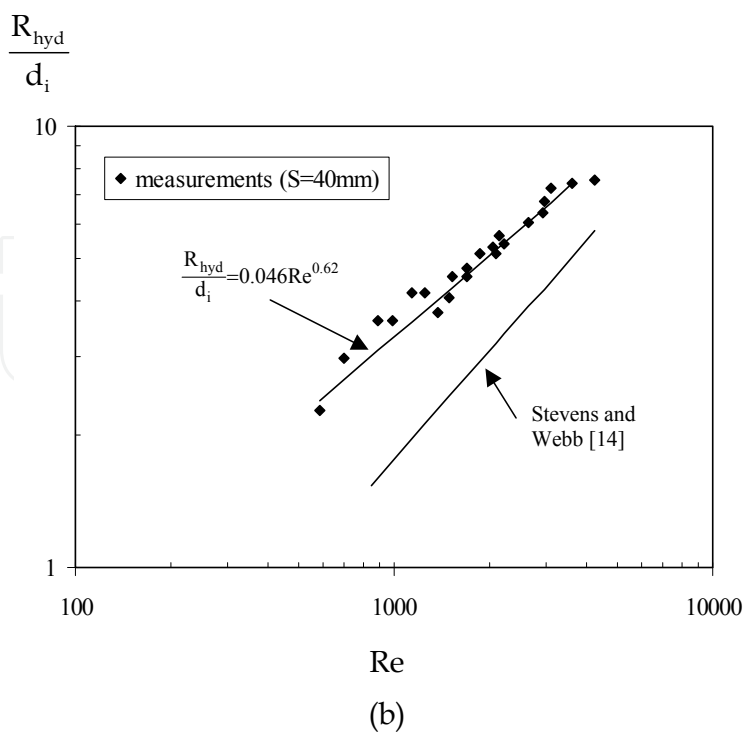 R_hyd
d_i
10
measurements (S=40mm)
R_hyd
d_i
=0.046Re^0.62
Stevens and
Webb [14]
1
100 1000 10000
Re
(b)